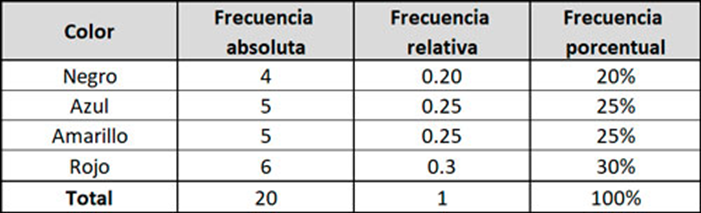 Color Frecuencia absoluta Frecuencia relativa Frecuencia porcentual
Negro 4 0.20 20%
Azul 5 0.25 25%
Amarillo 5 0.25 25%
Rojo 6 0.3 30%
Total 20 1 100%